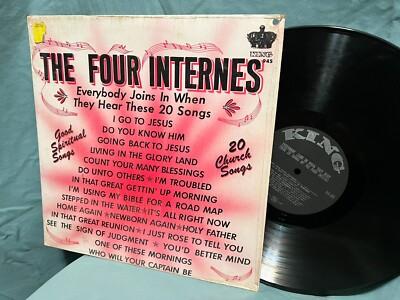 KING
945
THE FOUR INTERNES
Everybody Joins In When
They Hear These 20 Songs
I GO TO JESUS
DO YOU KNOW HIM
GOING BACK TO JESUS
LIVING IN THE GLORY LAND
COUNT YOUR MANY BLESSINGS
DO UNTO OTHERS ★ I'M TROUBLED
IN THAT GREAT GETTIN' UP MORNING
I'M USING MY BIBLE FOR A ROAD MAP
STEPPED IN THE WATER ★ IT'S ALL RIGHT NOW
HOME AGAIN ★ NEWBORN AGAIN ★ HOLY FATHER
IN THAT GREAT REUNION ★ I JUST ROSE TO TELL YOU
SEE THE SIGN OF JUDGMENT ★ YOU'D BETTER MIND
ONE OF THESE MORNINGS
WHO WILL YOUR CAPTAIN BE
Good
Spiritual
Songs
20
Church
Songs
KING